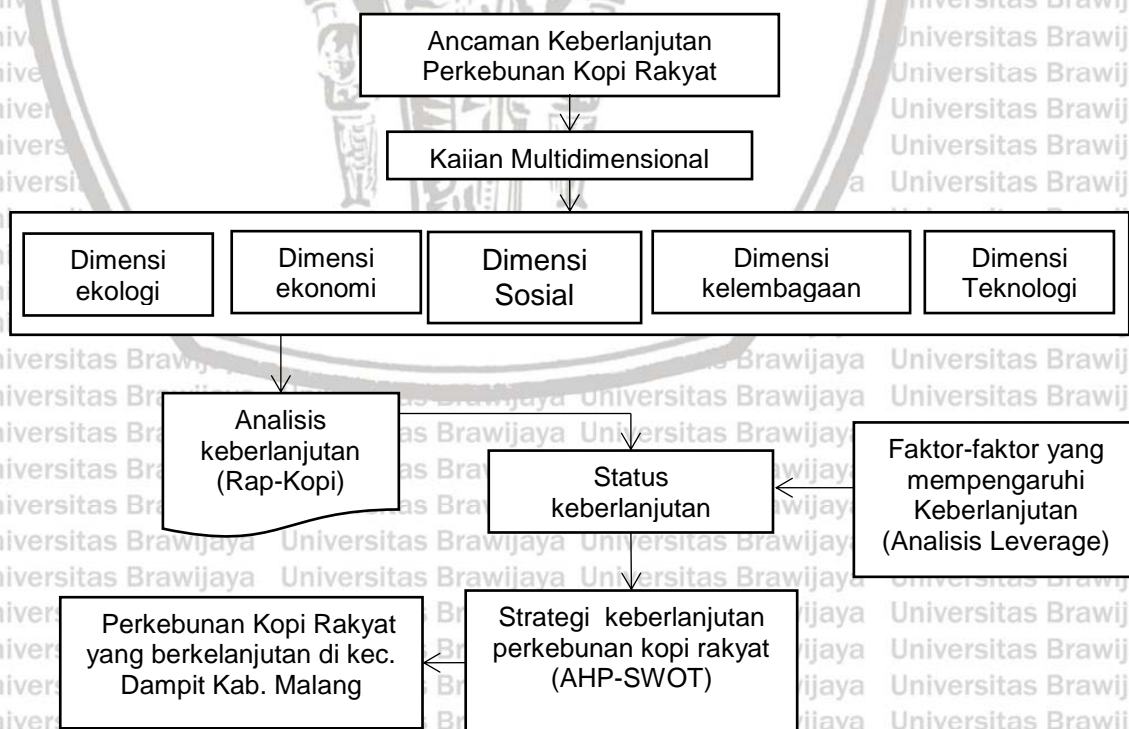 Ancaman Keberlanjutan
Perkebunan Kopi Rakyat
Kaiian Multidimensional
Dimensi
ekologi
Dimensi
ekonomi
Dimensi
Sosial
Dimensi
kelembagaan
Dimensi
Teknologi
Analisis
keberlanjutan
(Rap-Kopi)
Status
keberlanjutan
Faktor-faktor yang
mempengaruhi
Keberlanjutan
(Analisis Leverage)
Strategi keberlanjutan
perkebunan kopi rakyat
(AHP-SWOT)
Perkebunan Kopi Rakyat
yang berkelanjutan di kec.
Dampit Kab. Malang
Universitas Brawijaya